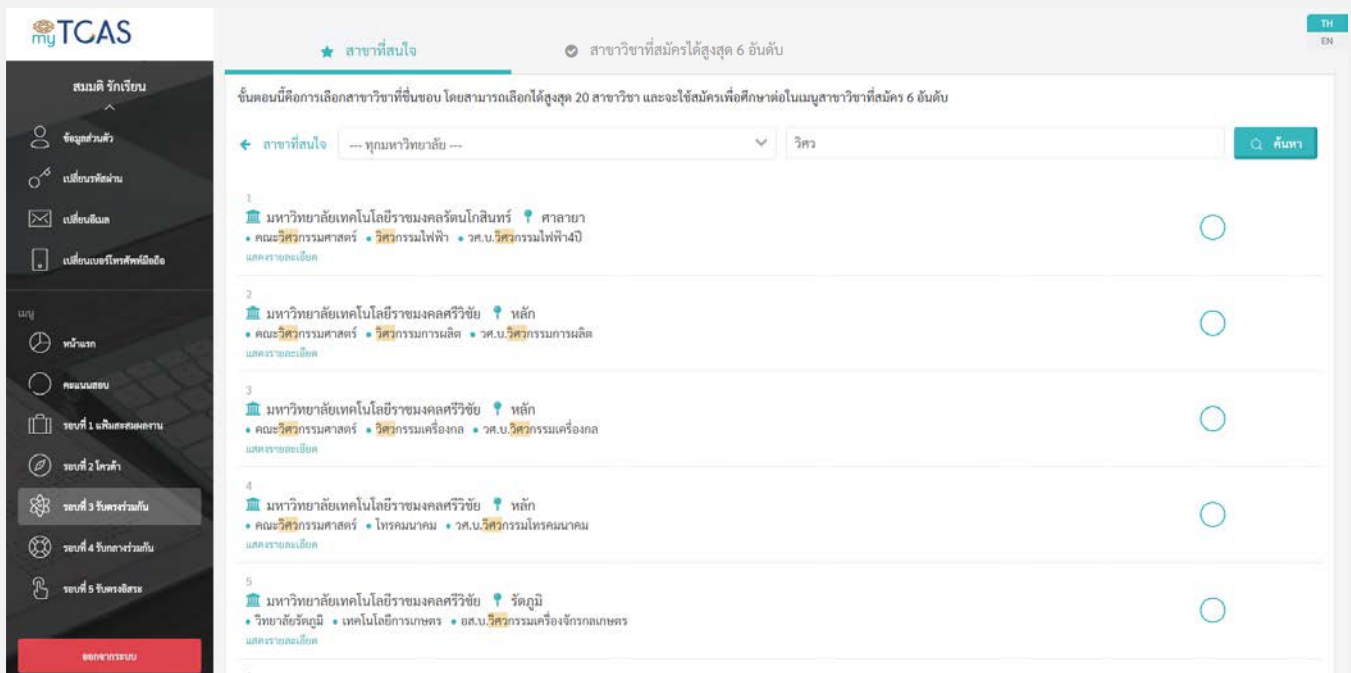 myTCAS
สมมติ รักเรียน
ข้อมูลส่วนตัว
เปลี่ยนรหัสผ่าน
เปลี่ยนอีเมล
เปลี่ยนเบอร์โทรศัพท์มือถือ
เมนู
หน้าแรก
คะแนนสอบ
รอบที่ 1 แฟ้มสะสมผลงาน
รอบที่ 2 โควต้า
รอบที่ 3 รับตรงร่วมกัน
รอบที่ 4 รับกลางร่วมกัน
รอบที่ 5 รับตรงอิสระ
ออกจากระบบ
TH
EN
สาขาที่สนใจ
สาขาวิชาที่สมัครได้สูงสุด 6 อันดับ
ขั้นตอนนี้คือการเลือกสาขาวิชาที่ชื่นชอบ โดยสามารถเลือกได้สูงสุด 20 สาขาวิชา และจะใช้สมัครเพื่อศึกษาต่อในเมนูสาขาวิชาที่สมัคร 6 อันดับ
สาขาที่สนใจ --- ทุกมหาวิทยาลัย --- วิศว ค้นหา
1
มหาวิทยาลัยเทคโนโลยีราชมงคลรัตนโกสินทร์ ศาลายา
• คณะวิศวกรรมศาสตร์ • วิศวกรรมไฟฟ้า • วศ.บ.วิศวกรรมไฟฟ้า4ปี
แสดงรายละเอียด
2
มหาวิทยาลัยเทคโนโลยีราชมงคลศรีวิชัย หลัก
• คณะวิศวกรรมศาสตร์ • วิศวกรรมการผลิต • วศ.บ.วิศวกรรมการผลิต
แสดงรายละเอียด
3
มหาวิทยาลัยเทคโนโลยีราชมงคลศรีวิชัย หลัก
• คณะวิศวกรรมศาสตร์ • วิศวกรรมเครื่องกล • วศ.บ.วิศวกรรมเครื่องกล
แสดงรายละเอียด
4
มหาวิทยาลัยเทคโนโลยีราชมงคลศรีวิชัย หลัก
• คณะวิศวกรรมศาสตร์ • โทรคมนาคม • วศ.บ.วิศวกรรมโทรคมนาคม
แสดงรายละเอียด
5
มหาวิทยาลัยเทคโนโลยีราชมงคลศรีวิชัย รัตภูมิ
• วิทยาลัยรัตภูมิ • เทคโนโลยีการเกษตร • อส.บ.วิศวกรรมเครื่องจักรกลเกษตร
แสดงรายละเอียด